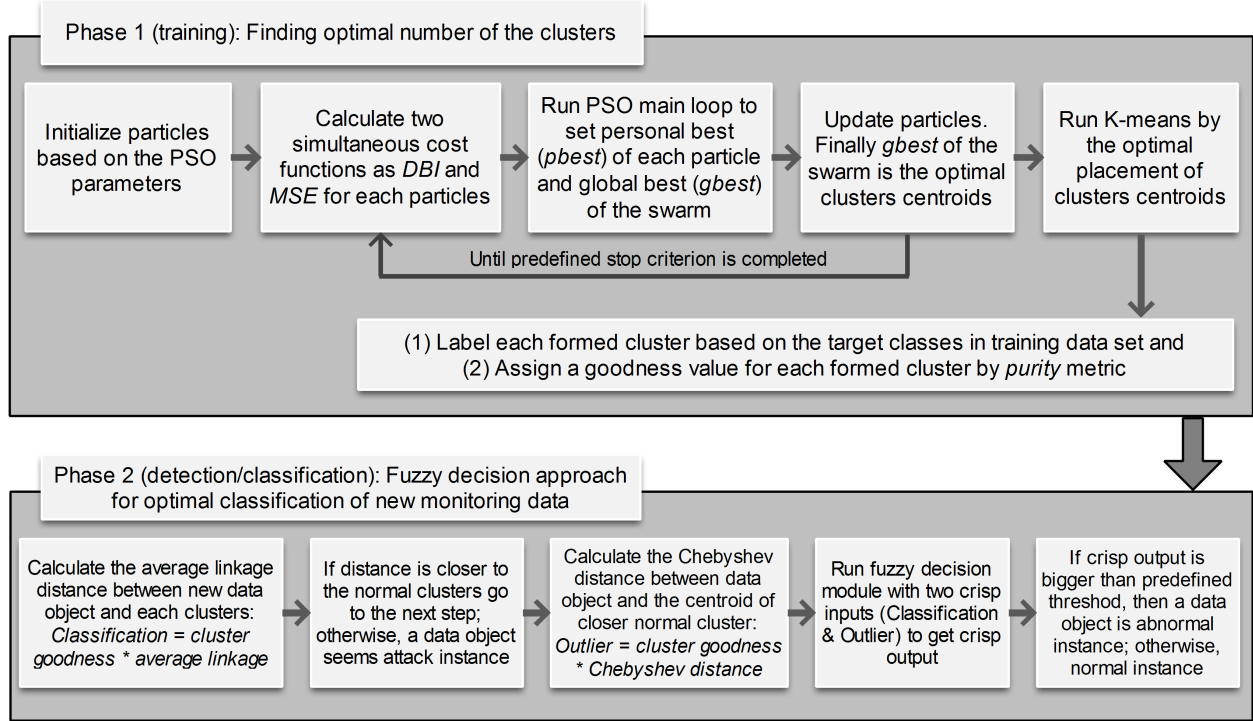 Phase 1 (training): Finding optimal number of the clusters
Initialize particles
based on the PSO
parameters
Calculate two
simultaneous cost
functions as DBI and
MSE for each particles
Run PSO main loop to
set personal best
(pbest) of each particle
and global best (gbest)
of the swarm
Update particles.
Finally gbest of the
swarm is the optimal
clusters centroids
Run K-means by
the optimal
placement of
clusters centroids
Until predefined stop criterion is completed
(1) Label each formed cluster based on the target classes in training data set and
(2) Assign a goodness value for each formed cluster by purity metric
Phase 2 (detection/classification): Fuzzy decision approach
for optimal classification of new monitoring data
Calculate the average linkage
distance between new data
object and each clusters:
Classification = cluster
goodness * average linkage
If distance is closer to
the normal clusters go
to the next step;
otherwise, a data object
seems attack instance
Calculate the Chebyshev
distance between data
object and the centroid of
closer normal cluster:
Outlier = cluster goodness
* Chebyshev distance
Run fuzzy decision
module with two crisp
inputs (Classification
& Outlier) to get crisp
output
If crisp output is
bigger than predefined
threshod, then a data
object is abnormal
instance; otherwise,
normal instance